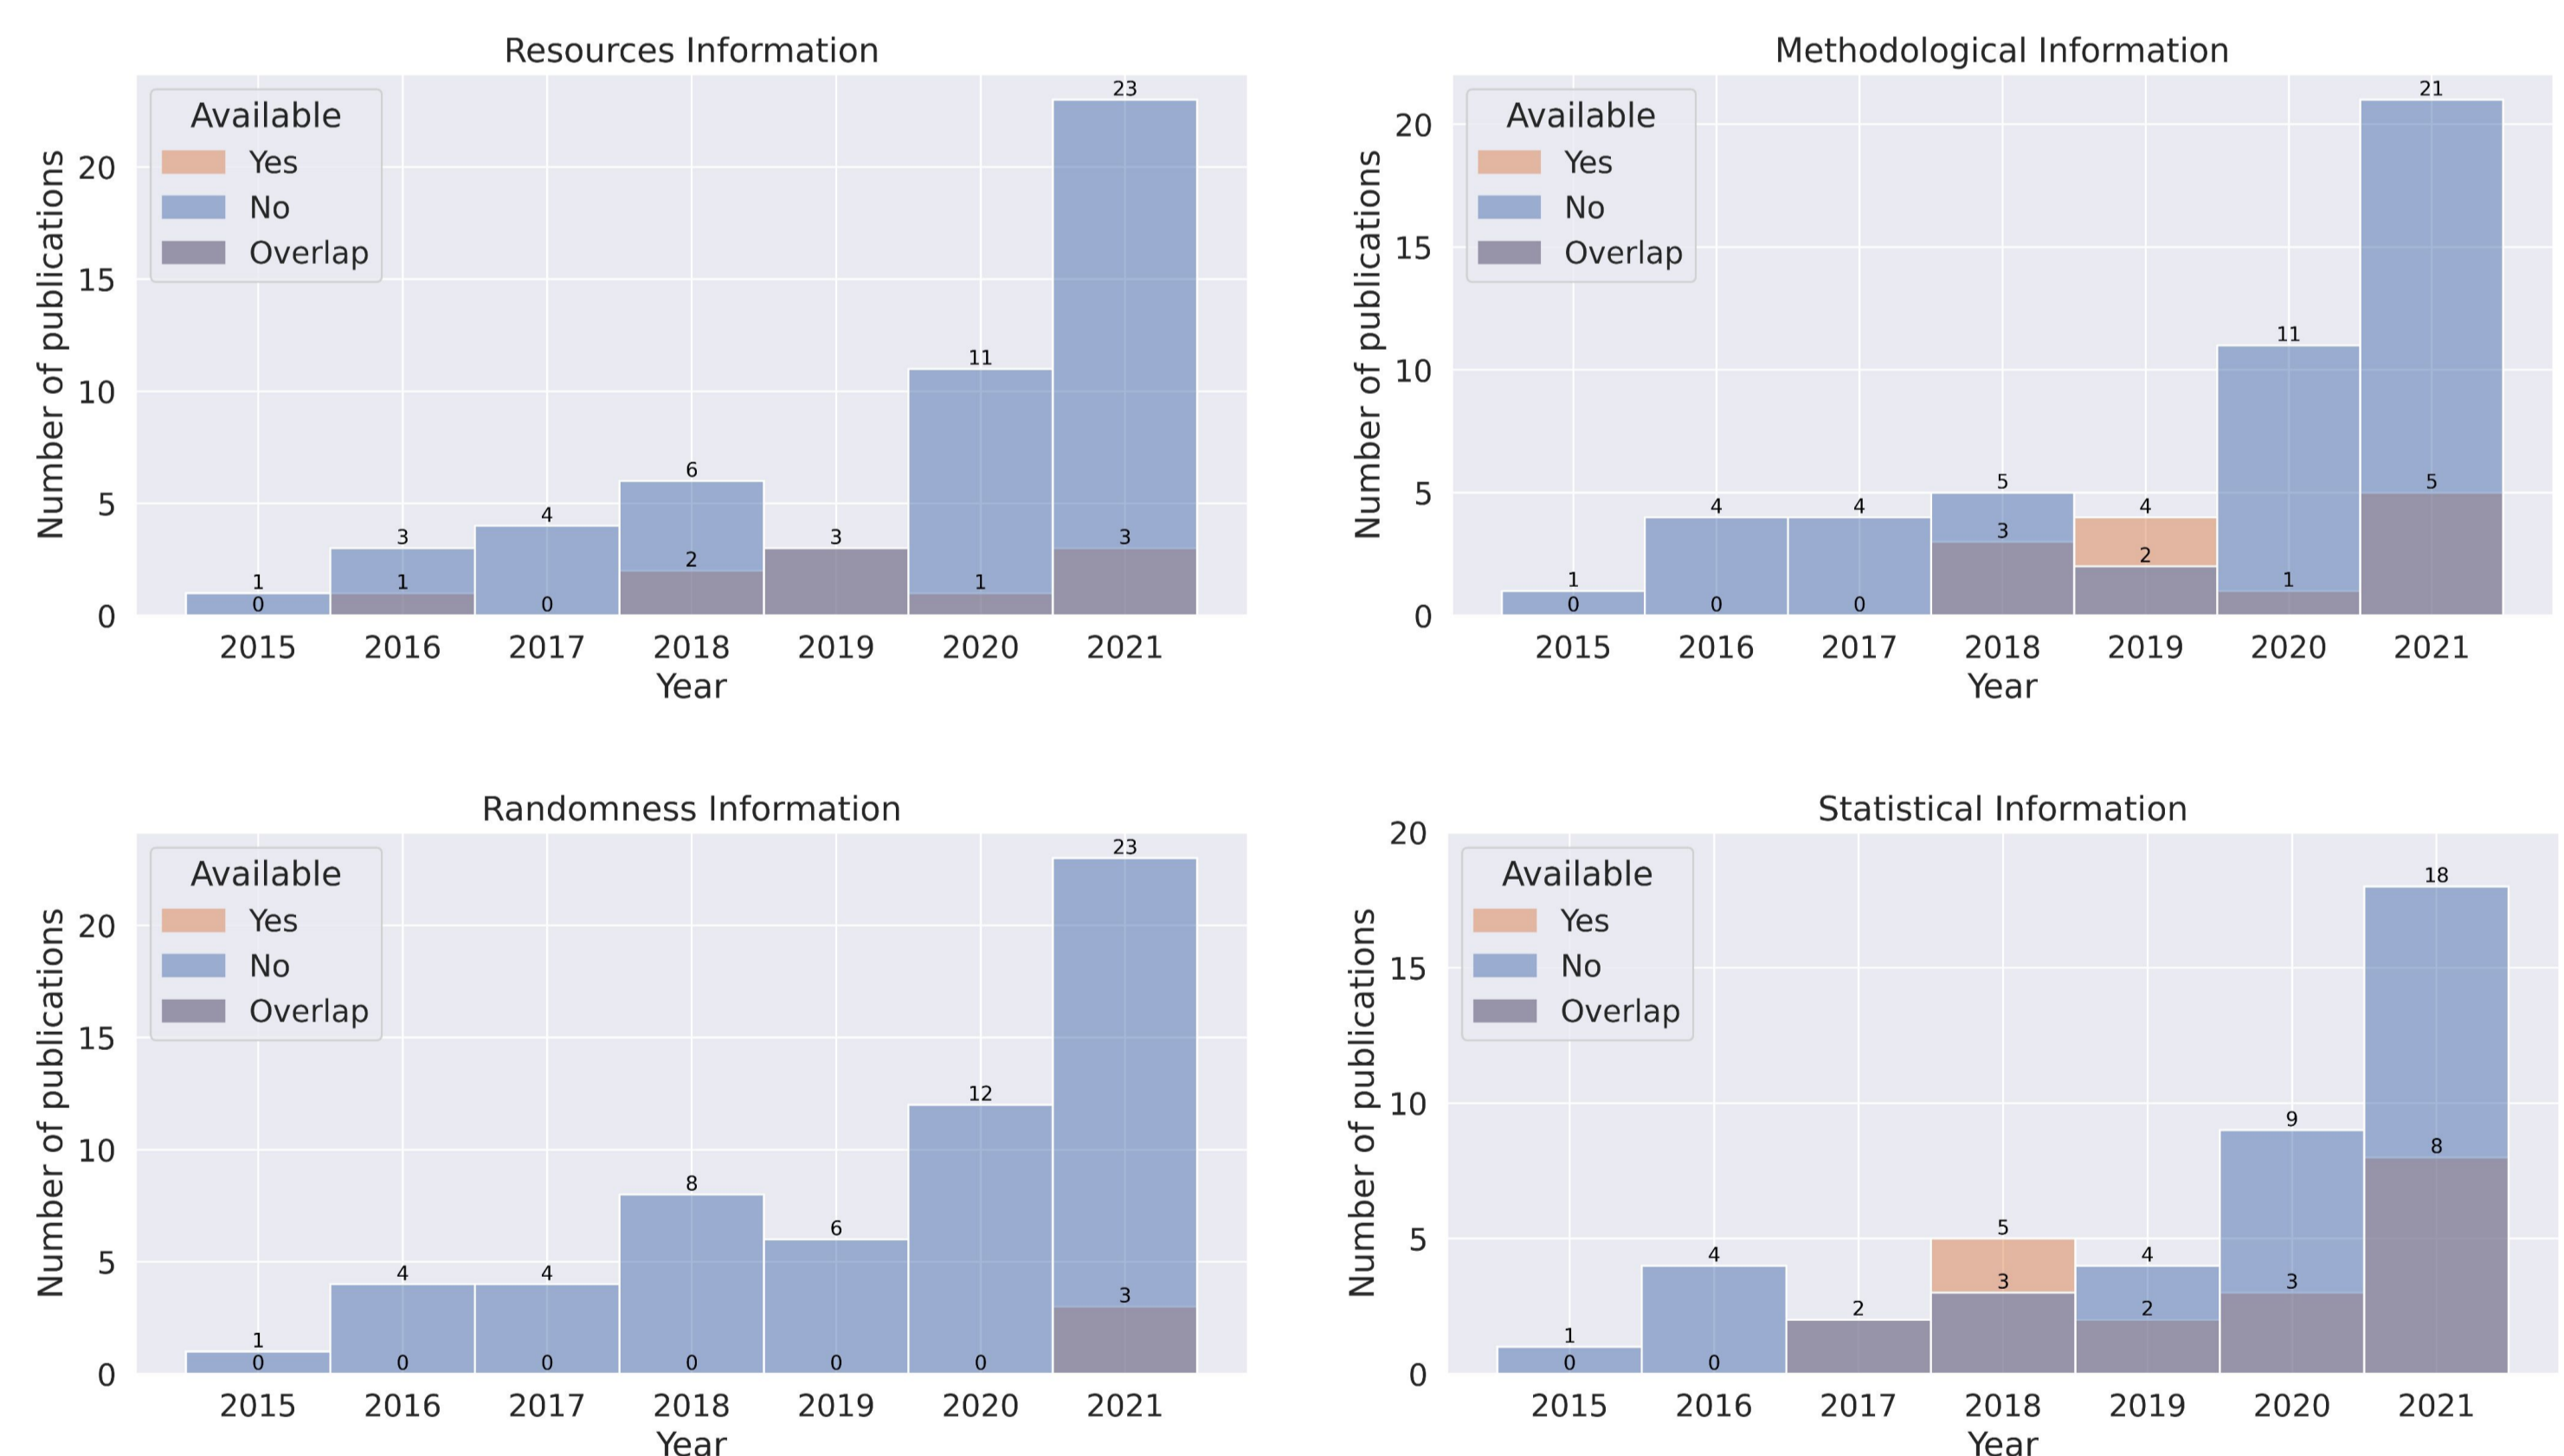 Resources Information
Available
Yes
No
Overlap
Number of publications
20
15
10
5
0
1
0
3
1
4
0
6
2
3
11
1
23
3
2015 2016 2017 2018 2019 2020 2021
Year
Methodological Information
Available
Yes
No
Overlap
Number of publications
20
15
10
5
0
1
0
4
0
4
0
5
3
4
2
11
1
21
5
2015 2016 2017 2018 2019 2020 2021
Year
Randomness Information
Available
Yes
No
Overlap
Number of publications
20
15
10
5
0
1
0
4
0
4
0
8
0
6
0
12
0
23
3
2015 2016 2017 2018 2019 2020 2021
Year
Statistical Information
Available
Yes
No
Overlap
Number of publications
20
15
10
5
0
1
0
4
0
2
5
3
4
2
9
3
18
8
2015 2016 2017 2018 2019 2020 2021
Year